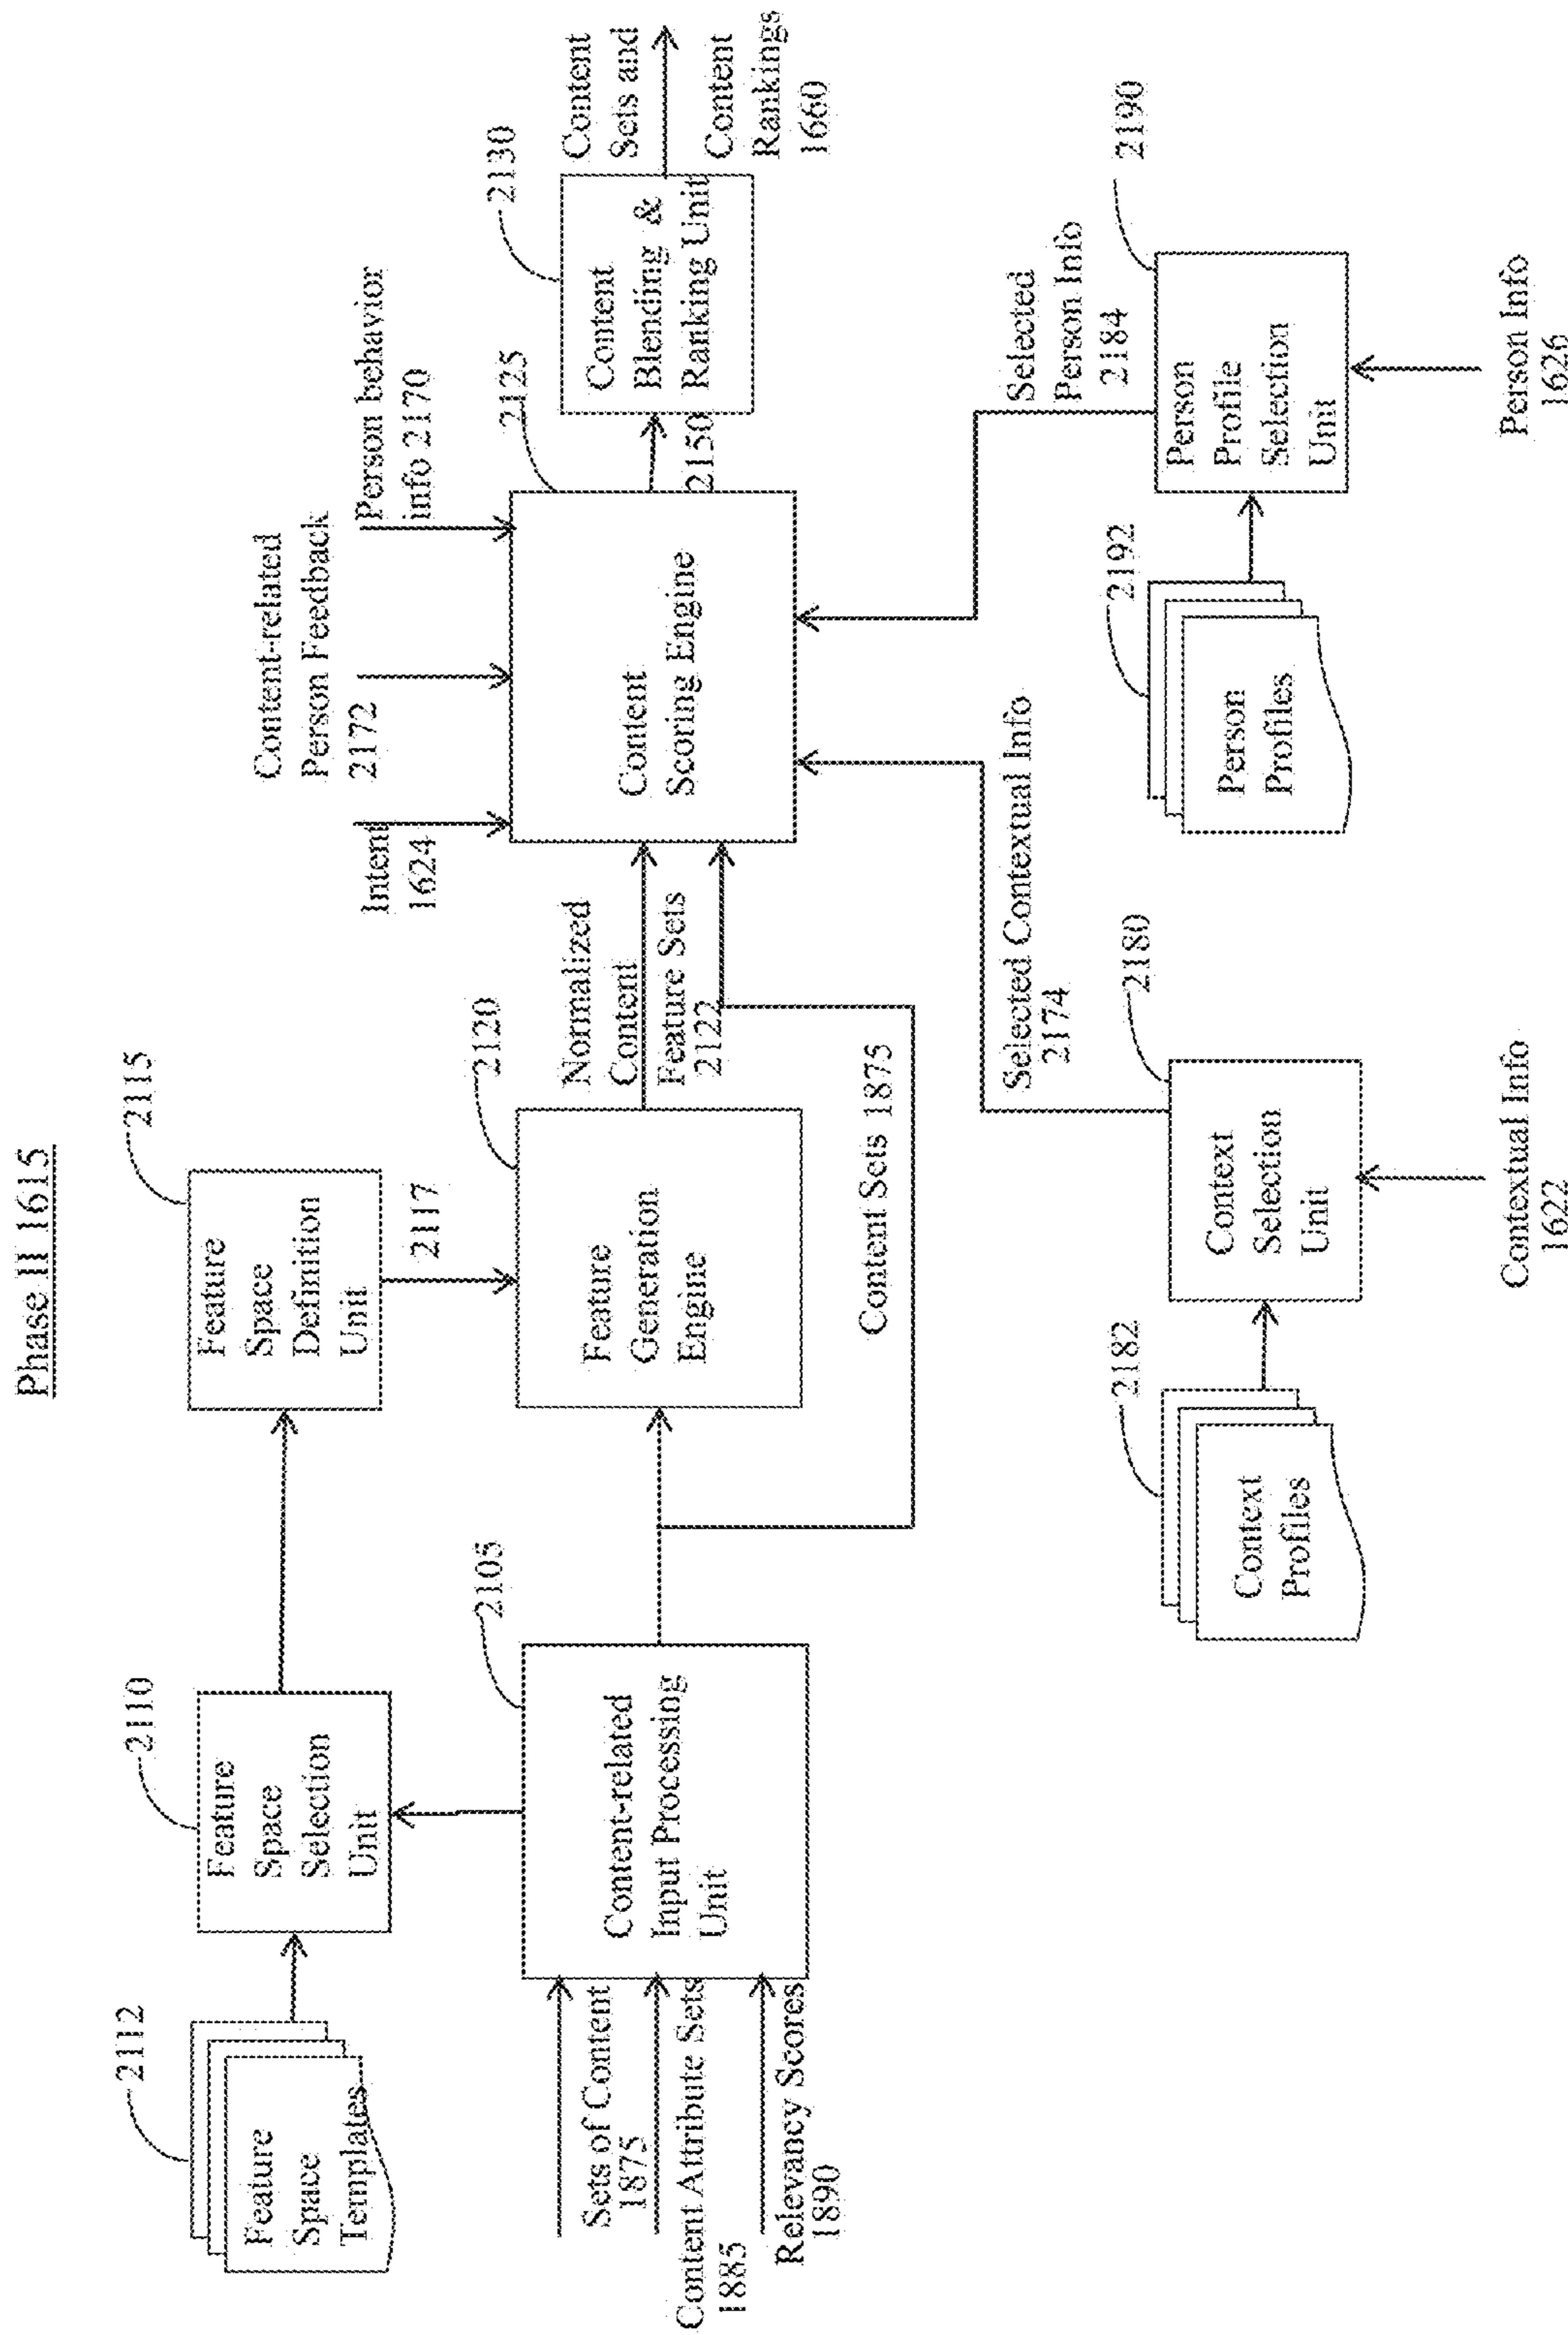 Phase II 1615
2112
Feature
Space
Templates
2110
Feature
Space
Selection
Unit
2115
Feature
Space
Definition
Unit
2117
Sets of Content
1875
Content Attribute Sets
1885
Relevancy Scores
1890
2105
Content-related
Input Processing
Unit
2120
Feature
Generation
Engine
Normalized
Content
Feature Sets
2122
Content Sets 1875
Intent
1624
Content-related
Person Feedback
2172
Person behavior
info 2170
2125
Content
Scoring Engine
2150
2130
Content
Blending &
Ranking Unit
Content
Sets and
Content
Rankings
1660
2182
Context
Profiles
2180
Context
Selection
Unit
Selected Contextual Info
2174
Contextual Info
1622
2192
Person
Profiles
2190
Person
Profile
Selection
Unit
Selected
Person Info
2184
Person Info
1626